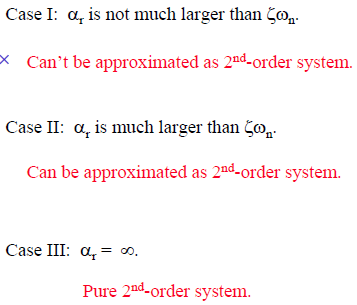 Case I: αᵣ is not much larger than ζωₙ.
× Can't be approximated as 2ⁿᵈ-order system.
Case II: αᵣ is much larger than ζωₙ.
Can be approximated as 2ⁿᵈ-order system.
Case III: αᵣ = ∞.
Pure 2ⁿᵈ-order system.